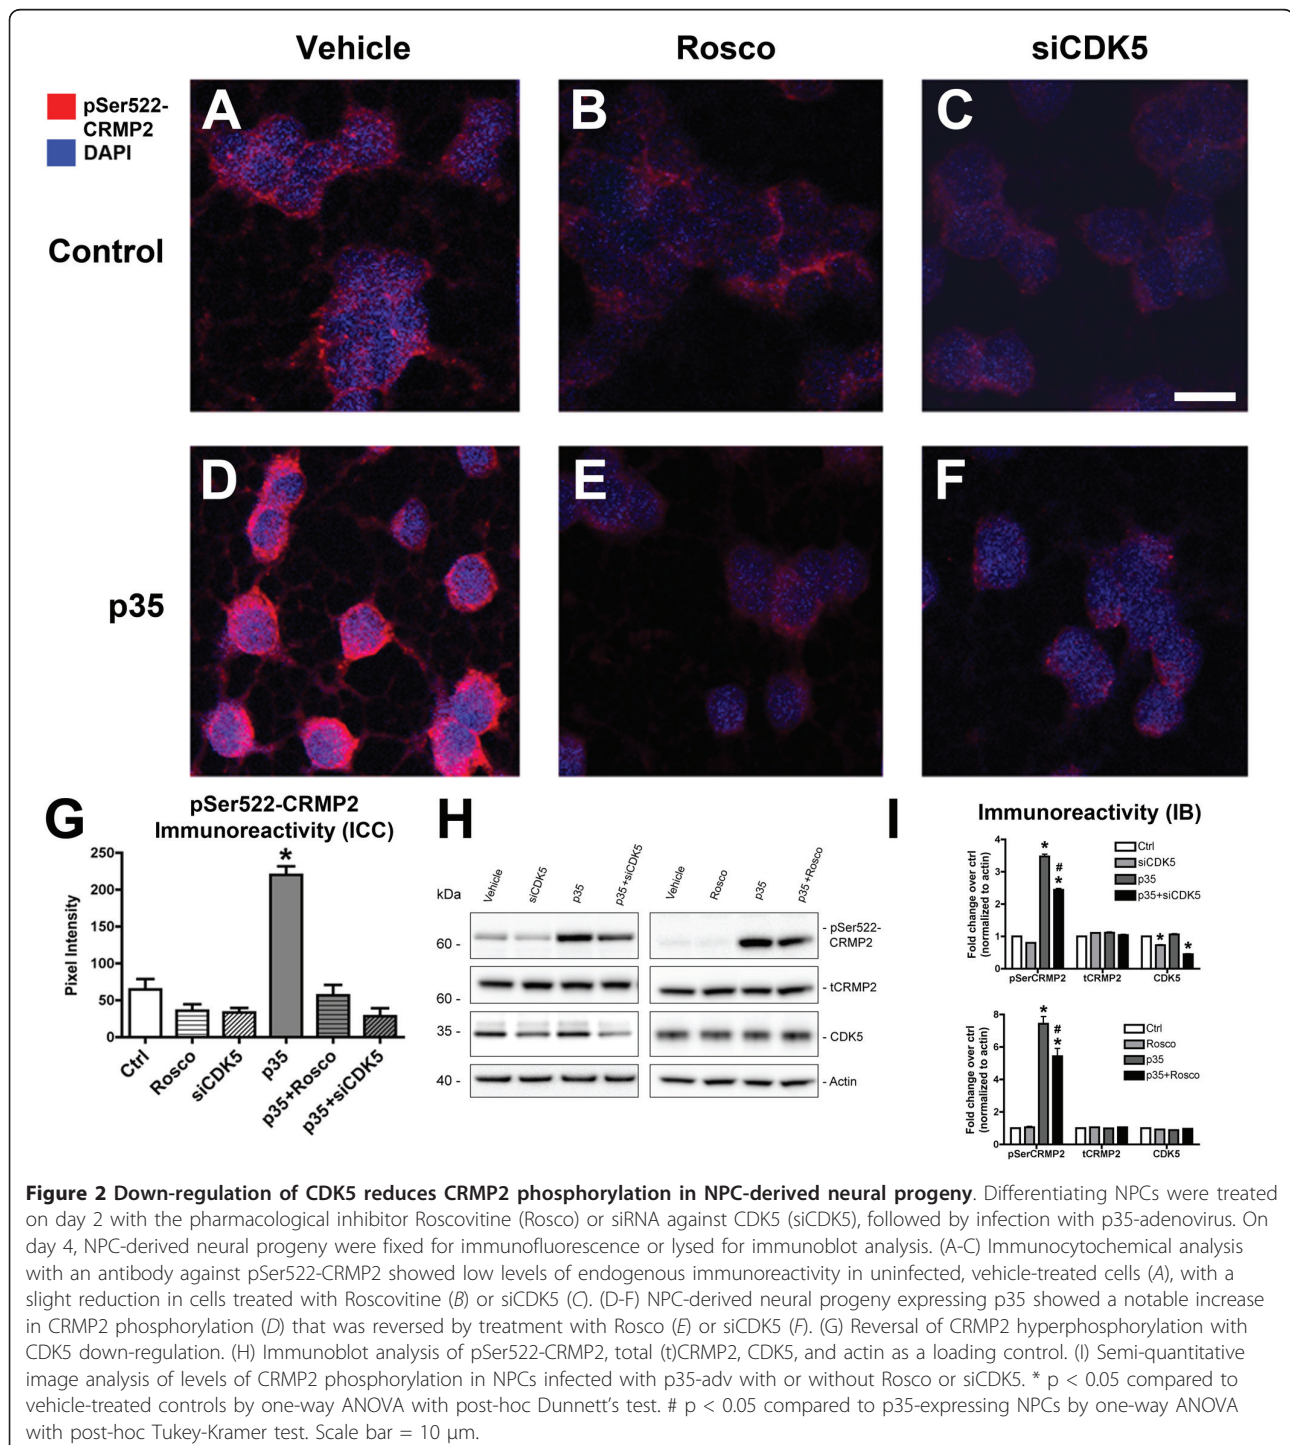 Vehicle Rosco siCDK5
pSer522-
CRMP2
DAPI
A B C
Control
D E F
p35
G
pSer522-CRMP2
Immunoreactivity (ICC)
Pixel Intensity
250
200
150
100
50
0
Ctrl Rosco siCDK5 p35 p35+Rosco p35+siCDK5
*
H
kDa
Vehicle siCDK5 p35 p35+siCDK5 Vehicle Rosco p35 p35+Rosco
60 - - pSer522-
CRMP2
60 - -tCRMP2
35 - - CDK5
40 - - Actin
I
Immunoreactivity (IB)
Fold change over ctrl
(normalized to actin)
4
3
2
1
0
* # * * *
Ctrl
siCDK5
p35
p35+siCDK5
pSerCRMP2 tCRMP2 CDK5
Fold change over ctrl
(normalized to actin)
8
6
4
2
0
* # *
Ctrl
Rosco
p35
p35+Rosco
pSerCRMP2 tCRMP2 CDK5
Figure 2 Down-regulation of CDK5 reduces CRMP2 phosphorylation in NPC-derived neural progeny. Differentiating NPCs were treated
on day 2 with the pharmacological inhibitor Roscovitine (Rosco) or siRNA against CDK5 (siCDK5), followed by infection with p35-adenovirus. On
day 4, NPC-derived neural progeny were fixed for immunofluorescence or lysed for immunoblot analysis. (A-C) Immunocytochemical analysis
with an antibody against pSer522-CRMP2 showed low levels of endogenous immunoreactivity in uninfected, vehicle-treated cells (A), with a
slight reduction in cells treated with Roscovitine (B) or siCDK5 (C). (D-F) NPC-derived neural progeny expressing p35 showed a notable increase
in CRMP2 phosphorylation (D) that was reversed by treatment with Rosco (E) or siCDK5 (F). (G) Reversal of CRMP2 hyperphosphorylation with
CDK5 down-regulation. (H) Immunoblot analysis of pSer522-CRMP2, total (t)CRMP2, CDK5, and actin as a loading control. (I) Semi-quantitative
image analysis of levels of CRMP2 phosphorylation in NPCs infected with p35-adv with or without Rosco or siCDK5. * p < 0.05 compared to
vehicle-treated controls by one-way ANOVA with post-hoc Dunnett's test. # p < 0.05 compared to p35-expressing NPCs by one-way ANOVA
with post-hoc Tukey-Kramer test. Scale bar = 10 μm.